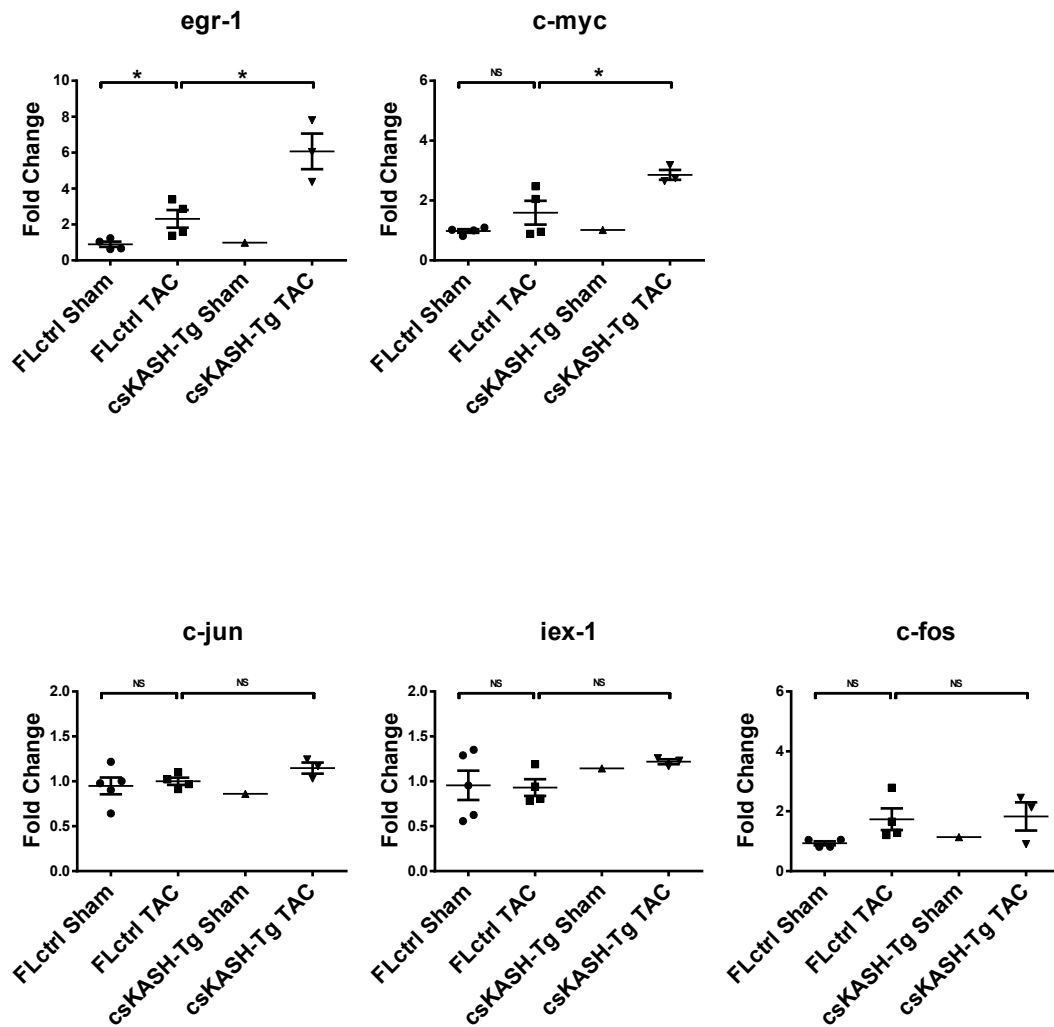 egr-1
* *
Fold Change
10
8
6
4
2
0
FLctrl Sham
FLctrl TAC
csKASH-Tg Sham
csKASH-Tg TAC
c-myc
NS *
Fold Change
6
4
2
0
FLctrl Sham
FLctrl TAC
csKASH-Tg Sham
csKASH-Tg TAC
c-jun
NS NS
Fold Change
2.0
1.5
1.0
0.5
0.0
FLctrl Sham
FLctrl TAC
csKASH-Tg Sham
csKASH-Tg TAC
iex-1
NS NS
Fold Change
2.0
1.5
1.0
0.5
0.0
FLctrl Sham
FLctrl TAC
csKASH-Tg Sham
csKASH-Tg TAC
c-fos
NS NS
Fold Change
6
4
2
0
FLctrl Sham
FLctrl TAC
csKASH-Tg Sham
csKASH-Tg TAC